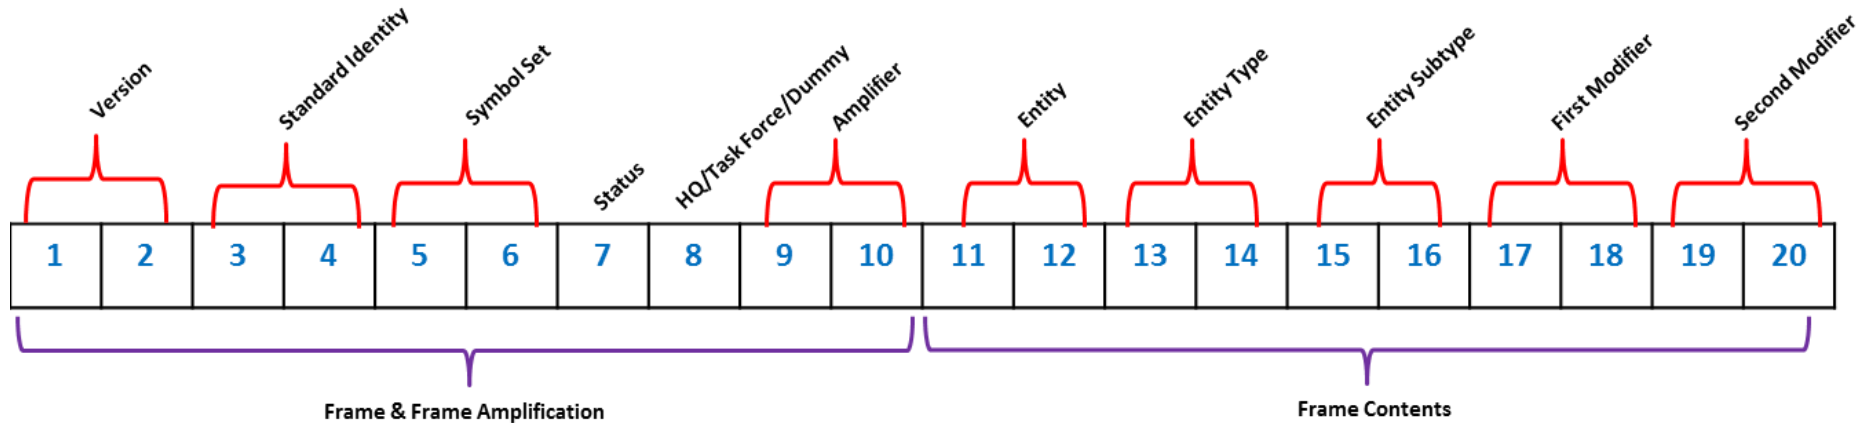 Version
Standard Identity
Symbol Set
Status
HQ/Task Force/Dummy
Amplifier
Entity
Entity Type
Entity Subtype
First Modifier
Second Modifier
1 2 3 4 5 6 7 8 9 10 11 12 13 14 15 16 17 18 19 20
Frame & Frame Amplification
Frame Contents